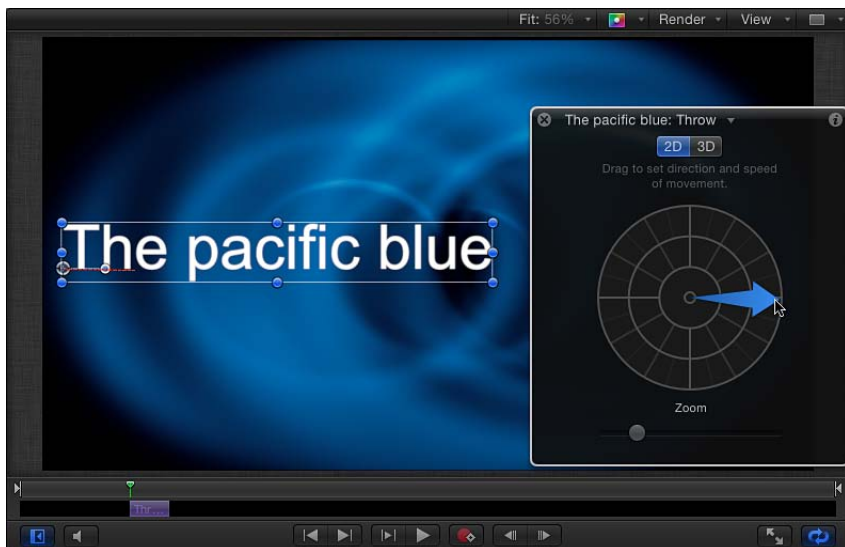 Fit: 56% Render View
The pacific blue: Throw
2D 3D
Drag to set direction and speed
of movement.
The pacific blue
Zoom
Thr...